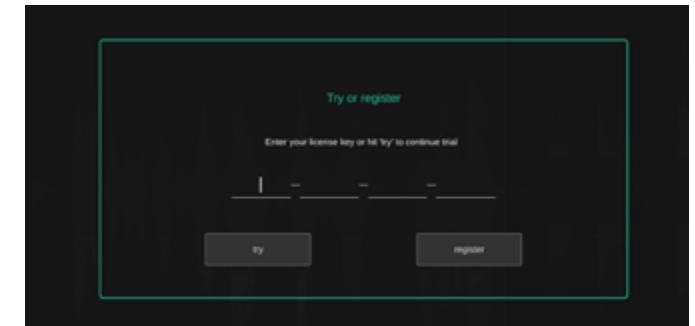 Try or register
Enter your license key or hit 'try' to continue trial
— — —
try register